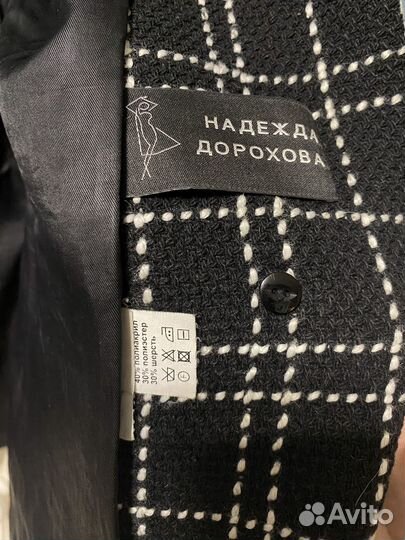 НАДЕЖДА
ДОРОХОВА
40% полиакрил
30% полиэстер
30% шерсть
Avito